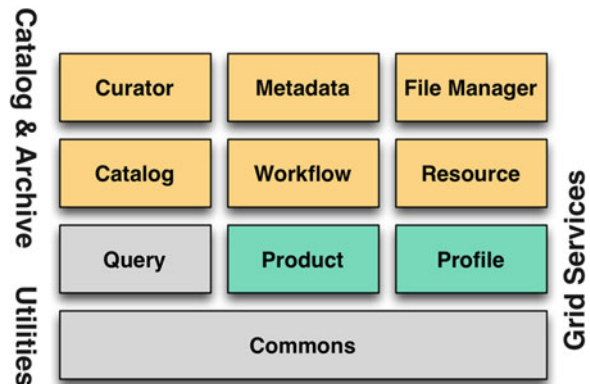 Catalog & Archive
Curator
Metadata
File Manager
Catalog
Workflow
Resource
Query
Product
Profile
Grid Services
Utilities
Commons